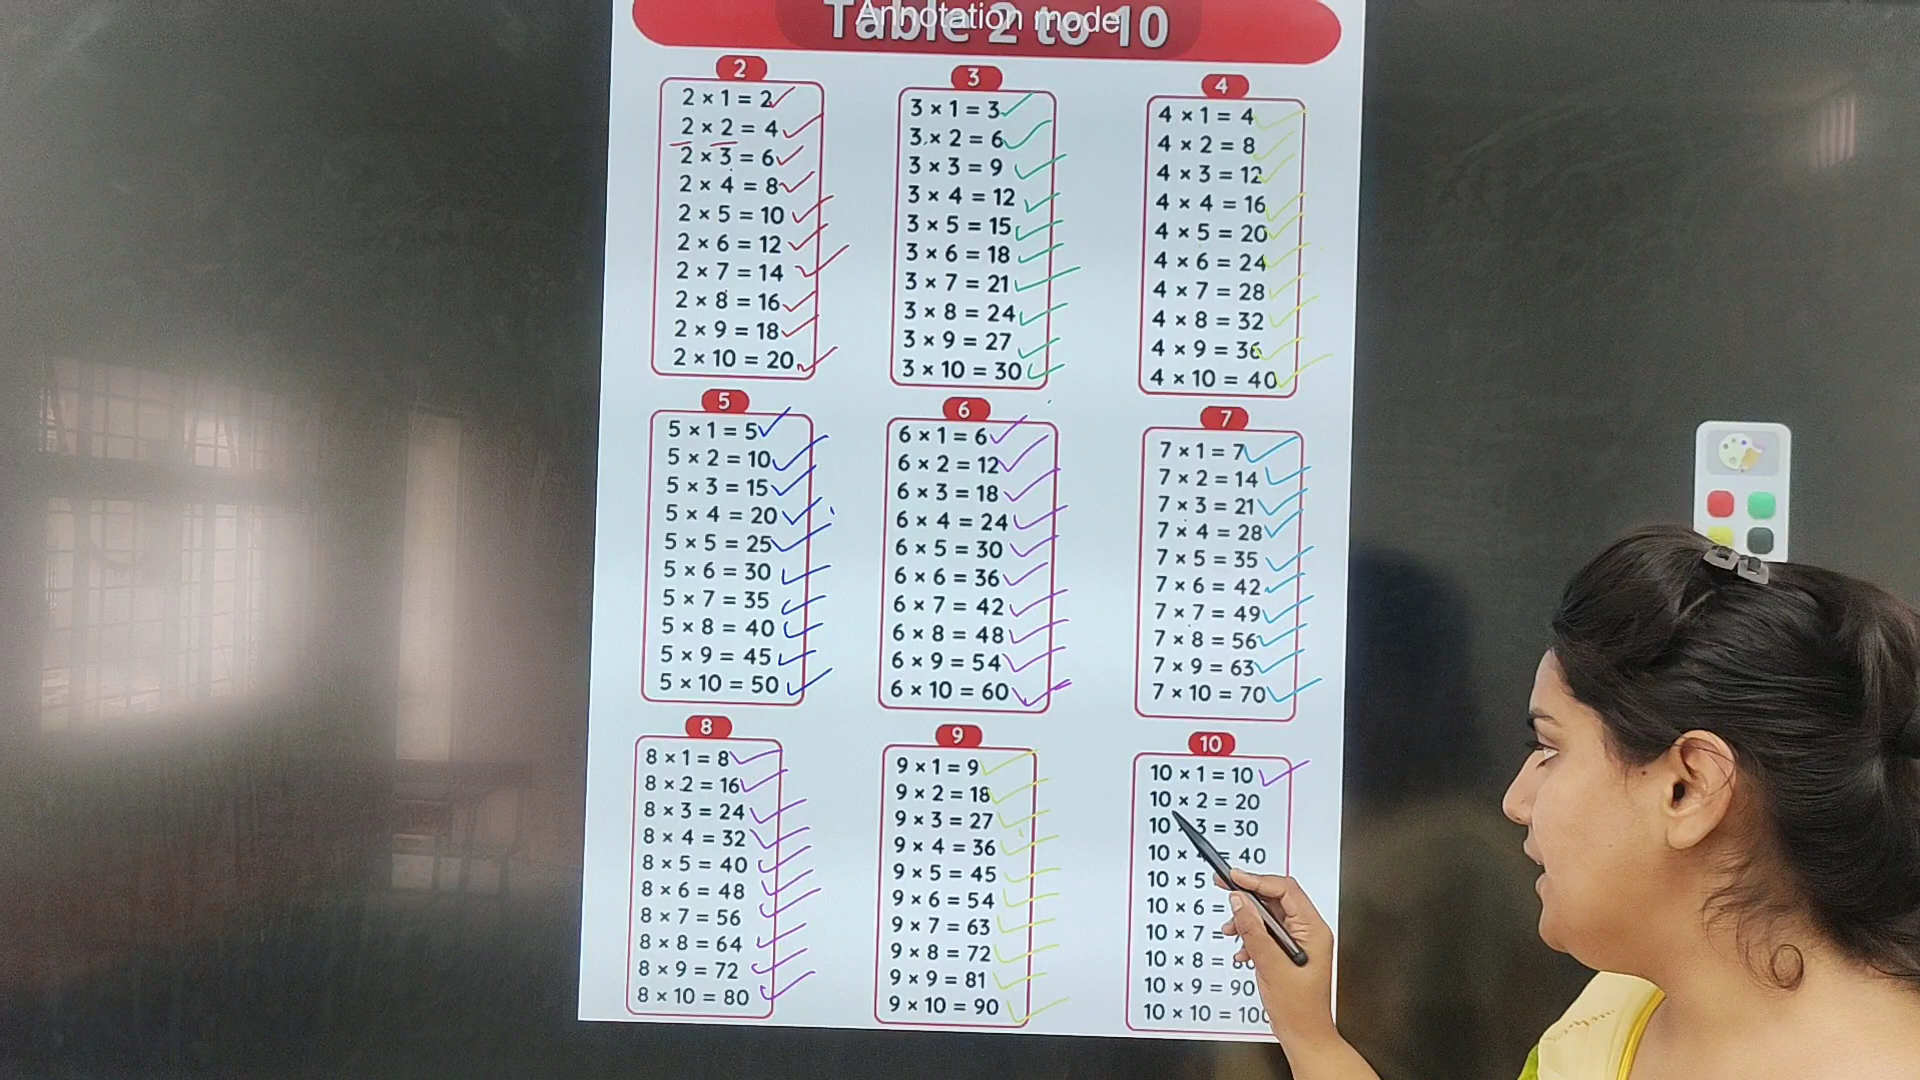 Table 2 to 10
Annotation mode
2
2 × 1 = 2
2 × 2 = 4
2 × 3 = 6
2 × 4 = 8
2 × 5 = 10
2 × 6 = 12
2 × 7 = 14
2 × 8 = 16
2 × 9 = 18
2 × 10 = 20
3
3 × 1 = 3
3 × 2 = 6
3 × 3 = 9
3 × 4 = 12
3 × 5 = 15
3 × 6 = 18
3 × 7 = 21
3 × 8 = 24
3 × 9 = 27
3 × 10 = 30
4
4 × 1 = 4
4 × 2 = 8
4 × 3 = 12
4 × 4 = 16
4 × 5 = 20
4 × 6 = 24
4 × 7 = 28
4 × 8 = 32
4 × 9 = 36
4 × 10 = 40
5
5 × 1 = 5
5 × 2 = 10
5 × 3 = 15
5 × 4 = 20
5 × 5 = 25
5 × 6 = 30
5 × 7 = 35
5 × 8 = 40
5 × 9 = 45
5 × 10 = 50
6
6 × 1 = 6
6 × 2 = 12
6 × 3 = 18
6 × 4 = 24
6 × 5 = 30
6 × 6 = 36
6 × 7 = 42
6 × 8 = 48
6 × 9 = 54
6 × 10 = 60
7
7 × 1 = 7
7 × 2 = 14
7 × 3 = 21
7 × 4 = 28
7 × 5 = 35
7 × 6 = 42
7 × 7 = 49
7 × 8 = 56
7 × 9 = 63
7 × 10 = 70
8
8 × 1 = 8
8 × 2 = 16
8 × 3 = 24
8 × 4 = 32
8 × 5 = 40
8 × 6 = 48
8 × 7 = 56
8 × 8 = 64
8 × 9 = 72
8 × 10 = 80
9
9 × 1 = 9
9 × 2 = 18
9 × 3 = 27
9 × 4 = 36
9 × 5 = 45
9 × 6 = 54
9 × 7 = 63
9 × 8 = 72
9 × 9 = 81
9 × 10 = 90
10
10 × 1 = 10
10 × 2 = 20
10 × 3 = 30
10 × = 40
10 × 5
10 × 6 =
10 × 7 =
10 × 8 = 80
10 × 9 = 90
10 × 10 = 100